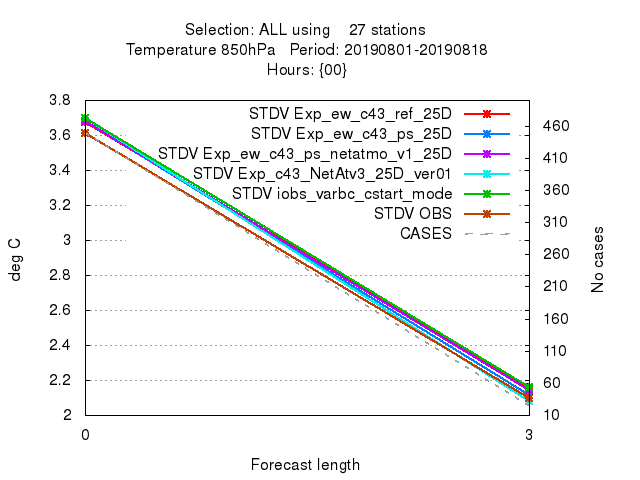 Selection: ALL using 27 stations
Temperature 850hPa Period: 20190801-20190818
Hours: {00}
STDV Exp_ew_c43_ref_25D
STDV Exp_ew_c43_ps_25D
STDV Exp_ew_c43_ps_netatmo_v1_25D
STDV Exp_c43_NetAtv3_25D_ver01
STDV iobs_varbc_cstart_mode
STDV OBS
CASES
3.8
3.6
3.4
3.2
3
2.8
2.6
2.4
2.2
2
deg C
460
410
360
310
260
210
160
110
60
10
No cases
0
3
Forecast length